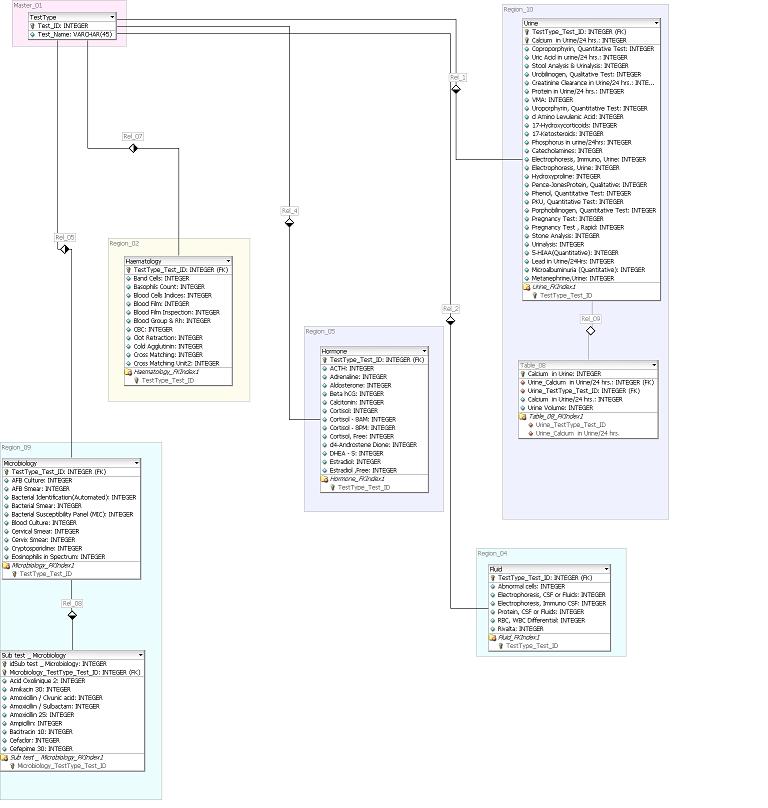 Master_01
TestType
Test_ID: INTEGER
Test_Name: VARCHAR(45)
Rel_07
Rel_05
Rel_4
Rel_1
Rel_2
Region_10
Urine
TestType_Test_ID: INTEGER (FK)
Calcium in Urine/24 hrs.: INTEGER
Coproporphyrin, Quantitative Test: INTEGER
Uric Acid in urine/24 hrs: INTEGER
Stool Analysis & Urinalysis: INTEGER
Urobilinogen, Qualitative Test: INTEGER
Creatinine Clearance in Urine/24 hrs.: INTE...
Protein in Urine/24 hrs.: INTEGER
VMA: INTEGER
Uroporphyrin, Quantitative Test: INTEGER
d Amino Levulenic Acid: INTEGER
17-Hydroxycorticoids: INTEGER
17-Ketosteroids: INTEGER
Phosphorus in urine/24hrs: INTEGER
Catecholamines: INTEGER
Electrophoresis, Immuno, Urine: INTEGER
Electrophoresis, Urine: INTEGER
Hydroxyproline: INTEGER
Pence-JonesProtein, Qualitative: INTEGER
Phenol, Quantitative Test: INTEGER
PKU, Quantitative Test: INTEGER
Porphobilinogen, Quantitative Test: INTEGER
Pregnancy Test: INTEGER
Pregnancy Test , Rapid: INTEGER
Stone Analysis: INTEGER
Urinalysis: INTEGER
5-HIAA(Quantitative): INTEGER
Lead in Urine/24Hrs: INTEGER
Microalbuminuria (Quantitative): INTEGER
Metanephrine,Urine: INTEGER
Urine_FKIndex1
TestType_Test_ID
Rel_09
Table_08
Calcium in Urine: INTEGER
Urine_Calcium in Urine/24 hrs.: INTEGER (FK)
Urine_TestType_Test_ID: INTEGER (FK)
Calcium in Urine/24 hrs.: INTEGER
Urine Volume: INTEGER
Table_08_FKIndex1
Urine_TestType_Test_ID
Urine_Calcium in Urine/24 hrs.
Region_02
Haematology
TestType_Test_ID: INTEGER (FK)
Band Cells: INTEGER
Basophils Count: INTEGER
Blood Cells Indices: INTEGER
Blood Film: INTEGER
Blood Film Inspection: INTEGER
Blood Group & Rh: INTEGER
CBC: INTEGER
Clot Retraction: INTEGER
Cold Agglutinin: INTEGER
Cross Matching: INTEGER
Cross Matching Unit2: INTEGER
Haematology_FKIndex1
TestType_Test_ID
Region_05
Hormone
TestType_Test_ID: INTEGER (FK)
ACTH: INTEGER
Adrenaline: INTEGER
Aldosterone: INTEGER
Beta hCG: INTEGER
Calcitonin: INTEGER
Cortisol: INTEGER
Cortisol - 8AM: INTEGER
Cortisol - 8PM: INTEGER
Cortisol, Free: INTEGER
d4-Androstene Dione: INTEGER
DHEA - S: INTEGER
Estradiol: INTEGER
Estradiol ,Free: INTEGER
Hormone_FKIndex1
TestType_Test_ID
Region_09
Microbiology
TestType_Test_ID: INTEGER (FK)
AFB Culture: INTEGER
AFB Smear: INTEGER
Bacterial Identification(Automated): INTEGER
Bacterial Smear: INTEGER
Bacterial Susceptibility Panel (MIC): INTEGER
Blood Culture: INTEGER
Cervical Smear: INTEGER
Cervix Smear: INTEGER
Cryptosporidine: INTEGER
Eosinophilis in Spectrum: INTEGER
Microbiology_FKIndex1
TestType_Test_ID
Rel_08
Sub test _ Microbiology
idSub test _ Microbiology: INTEGER
Microbiology_TestType_Test_ID: INTEGER (FK)
Acid Oxolinique 2: INTEGER
Amikacin 30: INTEGER
Amoxicillin / Clvunic acid: INTEGER
Amoxicillin / Sulbactam: INTEGER
Amoxicillin 25: INTEGER
Ampicillin: INTEGER
Bacitracin 10: INTEGER
Cefaclor: INTEGER
Cefepime 30: INTEGER
Sub test _ Microbiology_FKIndex1
Microbiology_TestType_Test_ID
Region_04
Fluid
TestType_Test_ID: INTEGER (FK)
Abnormal cells: INTEGER
Electrophoresis, CSF or Fluids: INTEGER
Electrophoresis, Immuno CSF: INTEGER
Protein, CSF or Fluids: INTEGER
RBC, WBC Differential: INTEGER
Rivalta: INTEGER
Fluid_FKIndex1
TestType_Test_ID